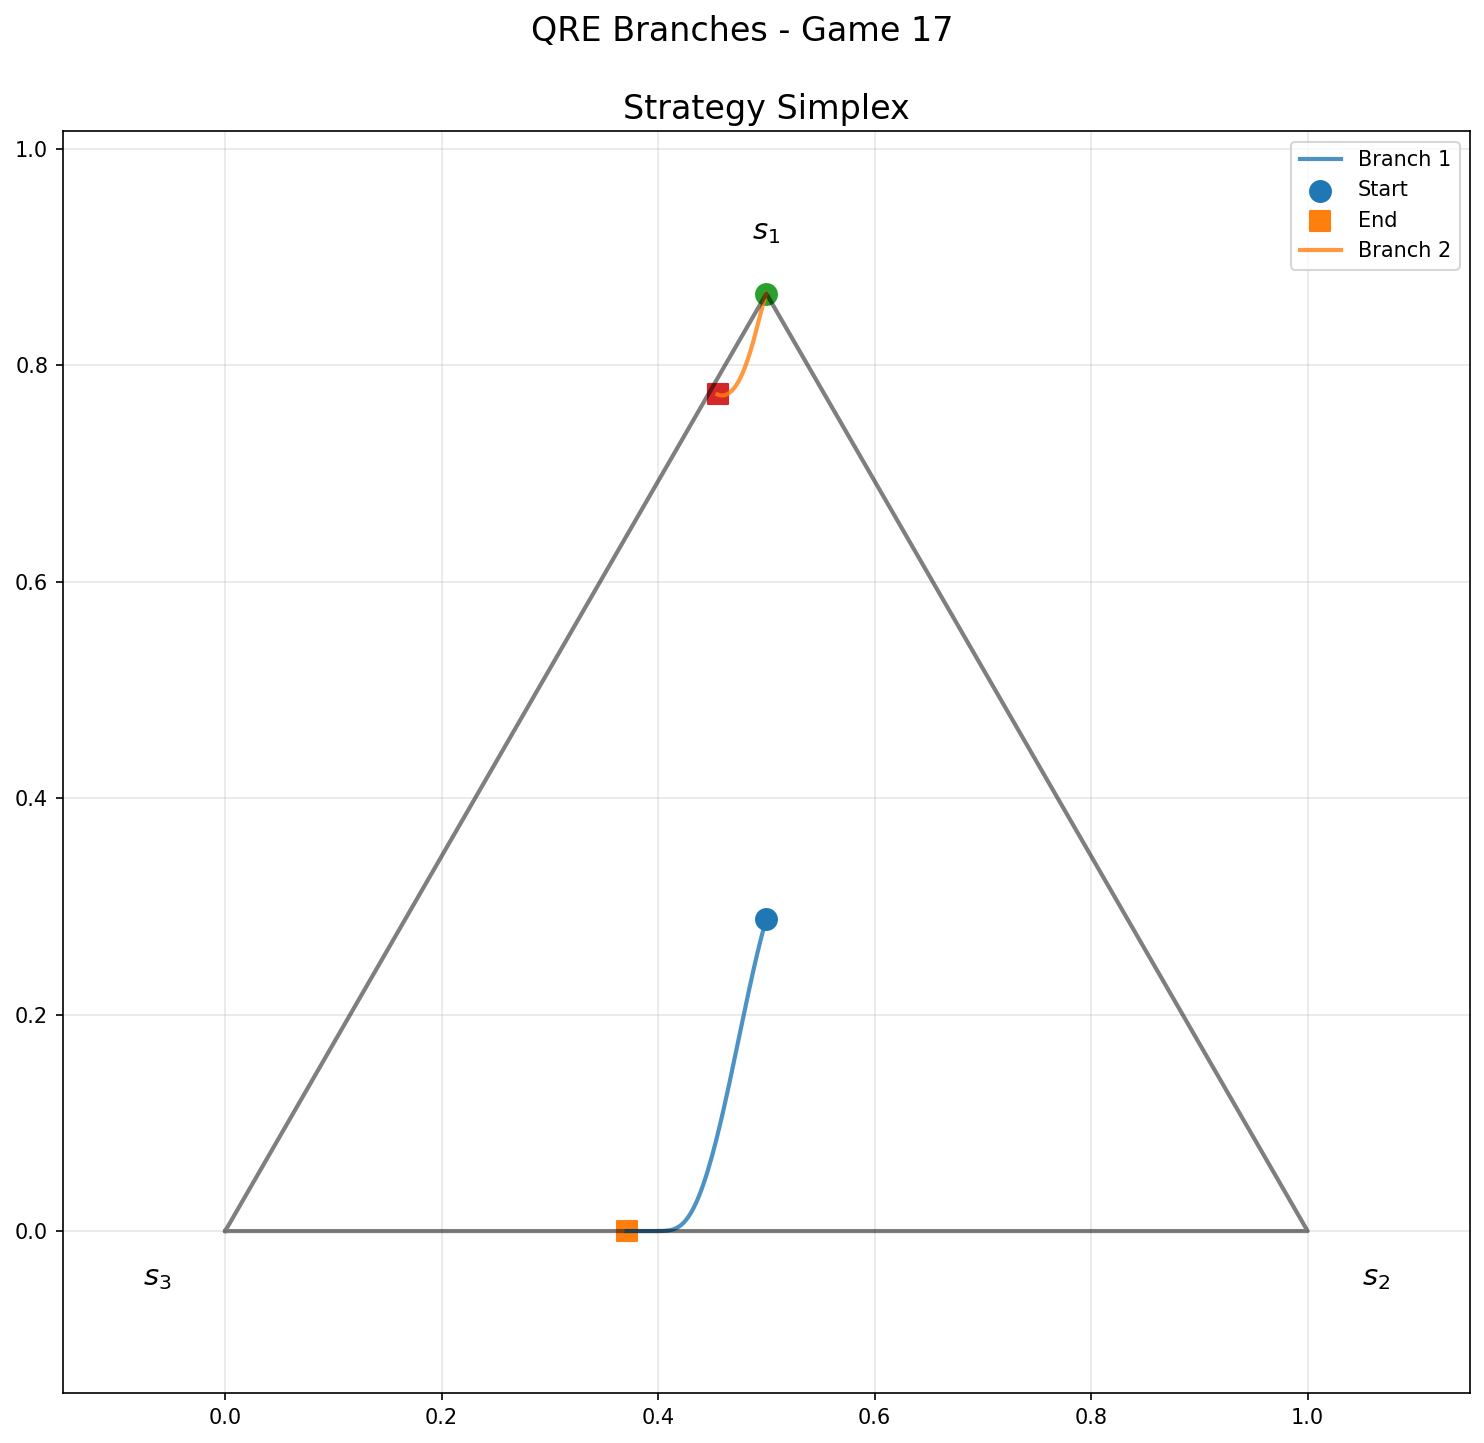 QRE Branches - Game 17
Strategy Simplex
1.0
0.8
0.6
0.4
0.2
0.0
Branch 1
Start
End
Branch 2
s₁
s₃
s₂
0.0 0.2 0.4 0.6 0.8 1.0